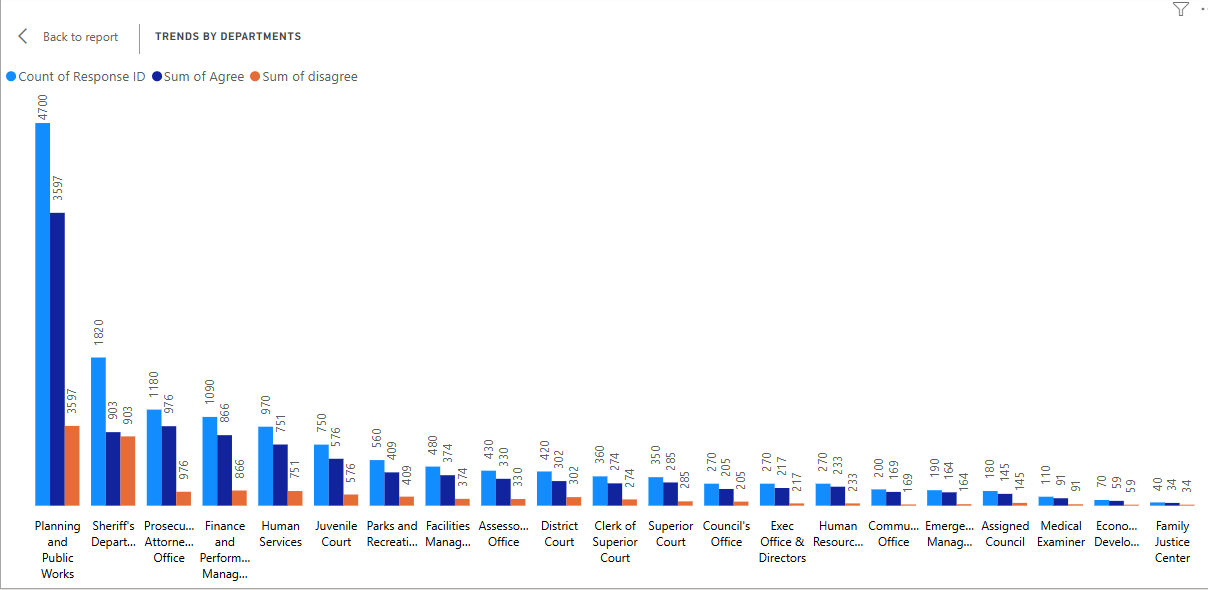 Back to report
TRENDS BY DEPARTMENTS
Count of Response ID Sum of Agree Sum of disagree
4700 3597 3597
1820 903 903
1180 976 976
1090 866 866
970 751 751
750 576 576
560 409 409
480 374 374
430 330 330
420 302 302
360 274 274
350 285 285
270 205 205
270 217 217
270 233 233
200 169 169
190 164 164
180 145 145
110 91 91
70 59 59
40 34 34
Planning
and
Public
Works
Sheriff's
Depart...
Prosecu...
Attorne...
Office
Finance
and
Perform...
Manag...
Human
Services
Juvenile
Court
Parks and
Recreati...
Facilities
Manag...
Assesso...
Office
District
Court
Clerk of
Superior
Court
Superior
Court
Council's
Office
Exec
Office &
Directors
Human
Resourc...
Commu...
Office
Emerge...
Manag...
Assigned
Council
Medical
Examiner
Econo...
Develo...
Family
Justice
Center